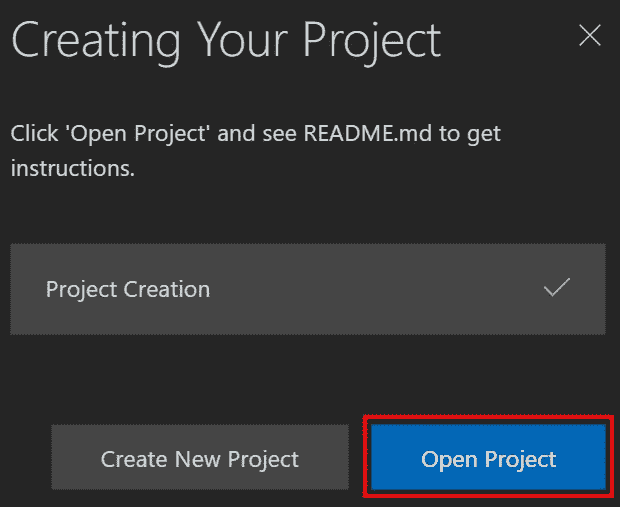 Creating Your Project
Click 'Open Project' and see README.md to get
instructions.
Project Creation
Create New Project
Open Project